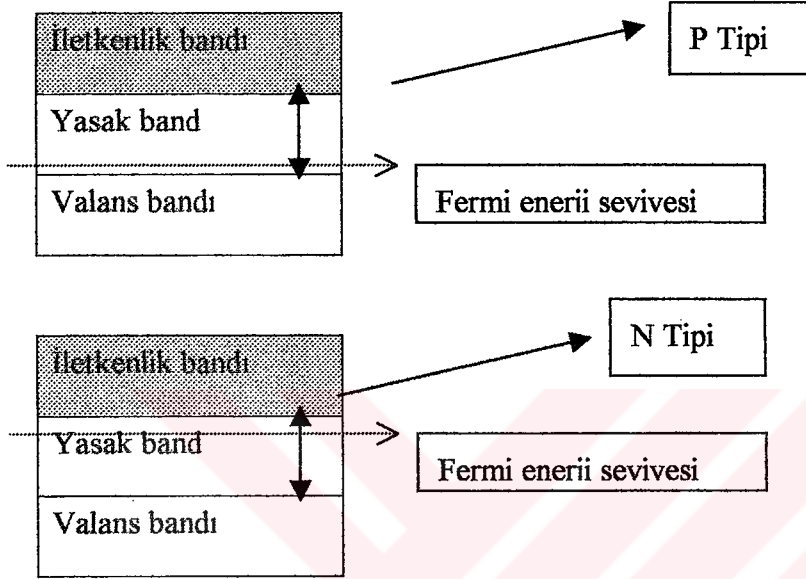 İletkenlik bandı
P Tipi
Yasak band
Valans bandı
Fermi enerii sevivesi
İletkenlik bandı
N Tipi
Yasak band
Fermi enerii sevivesi
Valans bandı